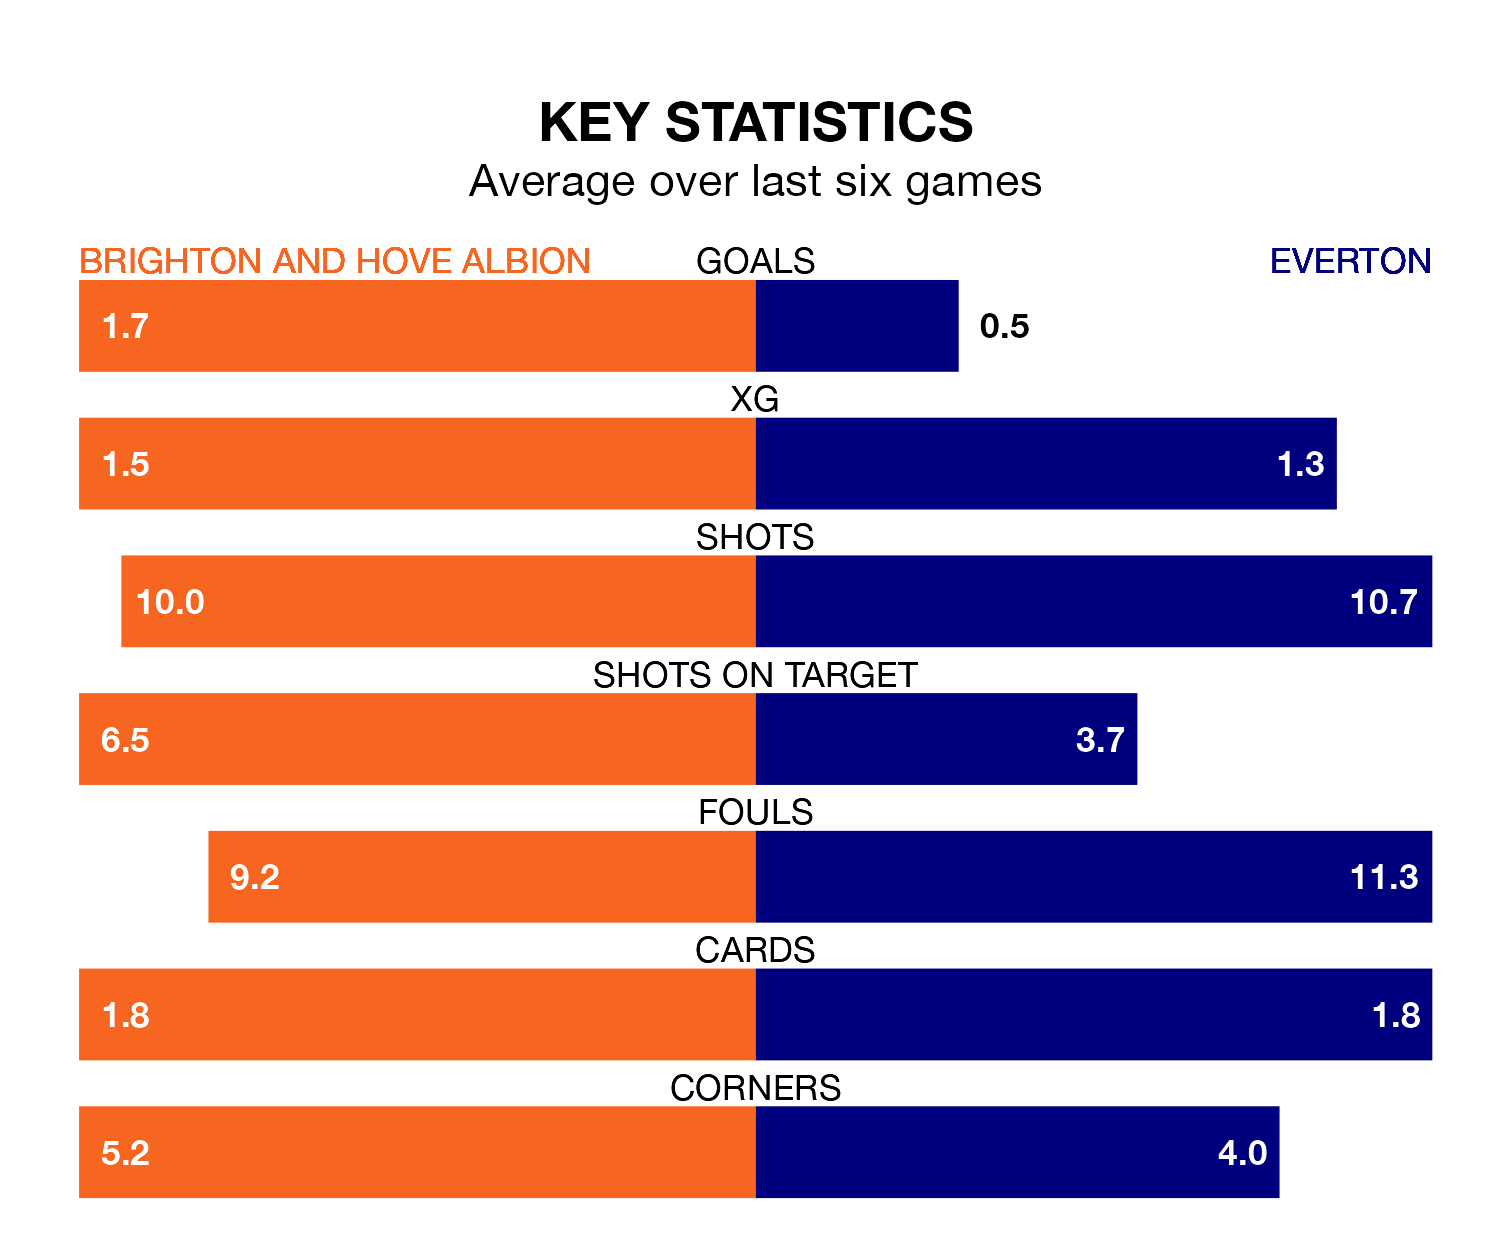 KEY STATISTICS
Average over last six games
BRIGHTON AND HOVE ALBION GOALS EVERTON
1.7 0.5
XG
1.5 1.3
SHOTS
10.0 10.7
SHOTS ON TARGET
6.5 3.7
FOULS
9.2 11.3
CARDS
1.8 1.8
CORNERS
5.2 4.0